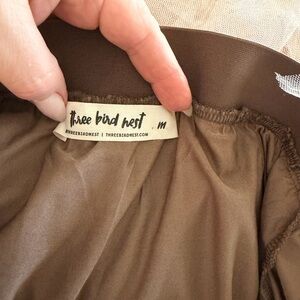 three bird nest
m
@THREEBIRDNEST | THREEBIRDNEST.COM